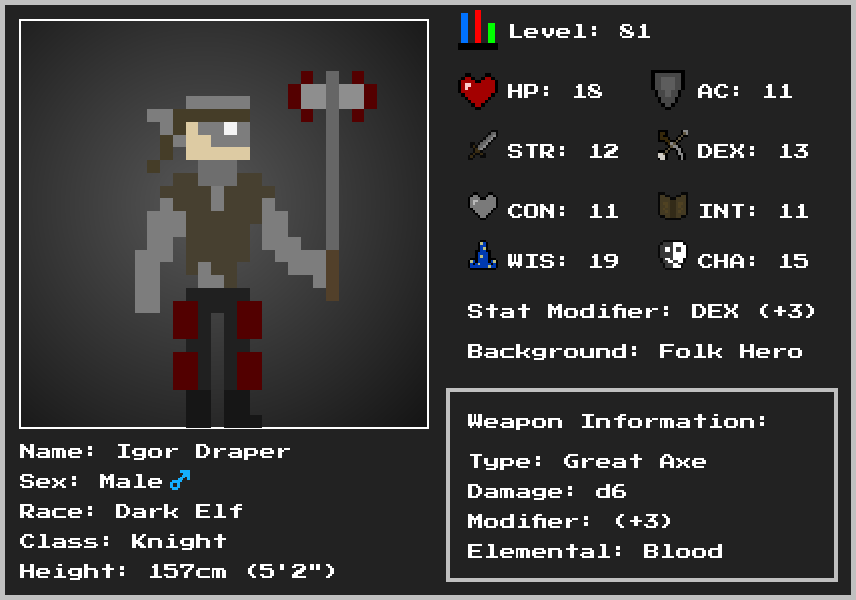 Level: 81
HP: 18
AC: 11
STR: 12
DEX: 13
CON: 11
INT: 11
WIS: 19
CHA: 15
Stat Modifier: DEX (+3)
Background: Folk Hero
Weapon Information:
Type: Great Axe
Damage: d6
Modifier: (+3)
Elemental: Blood
Name: Igor Draper
Sex: Male♂
Race: Dark Elf
Class: Knight
Height: 157cm (5'2")